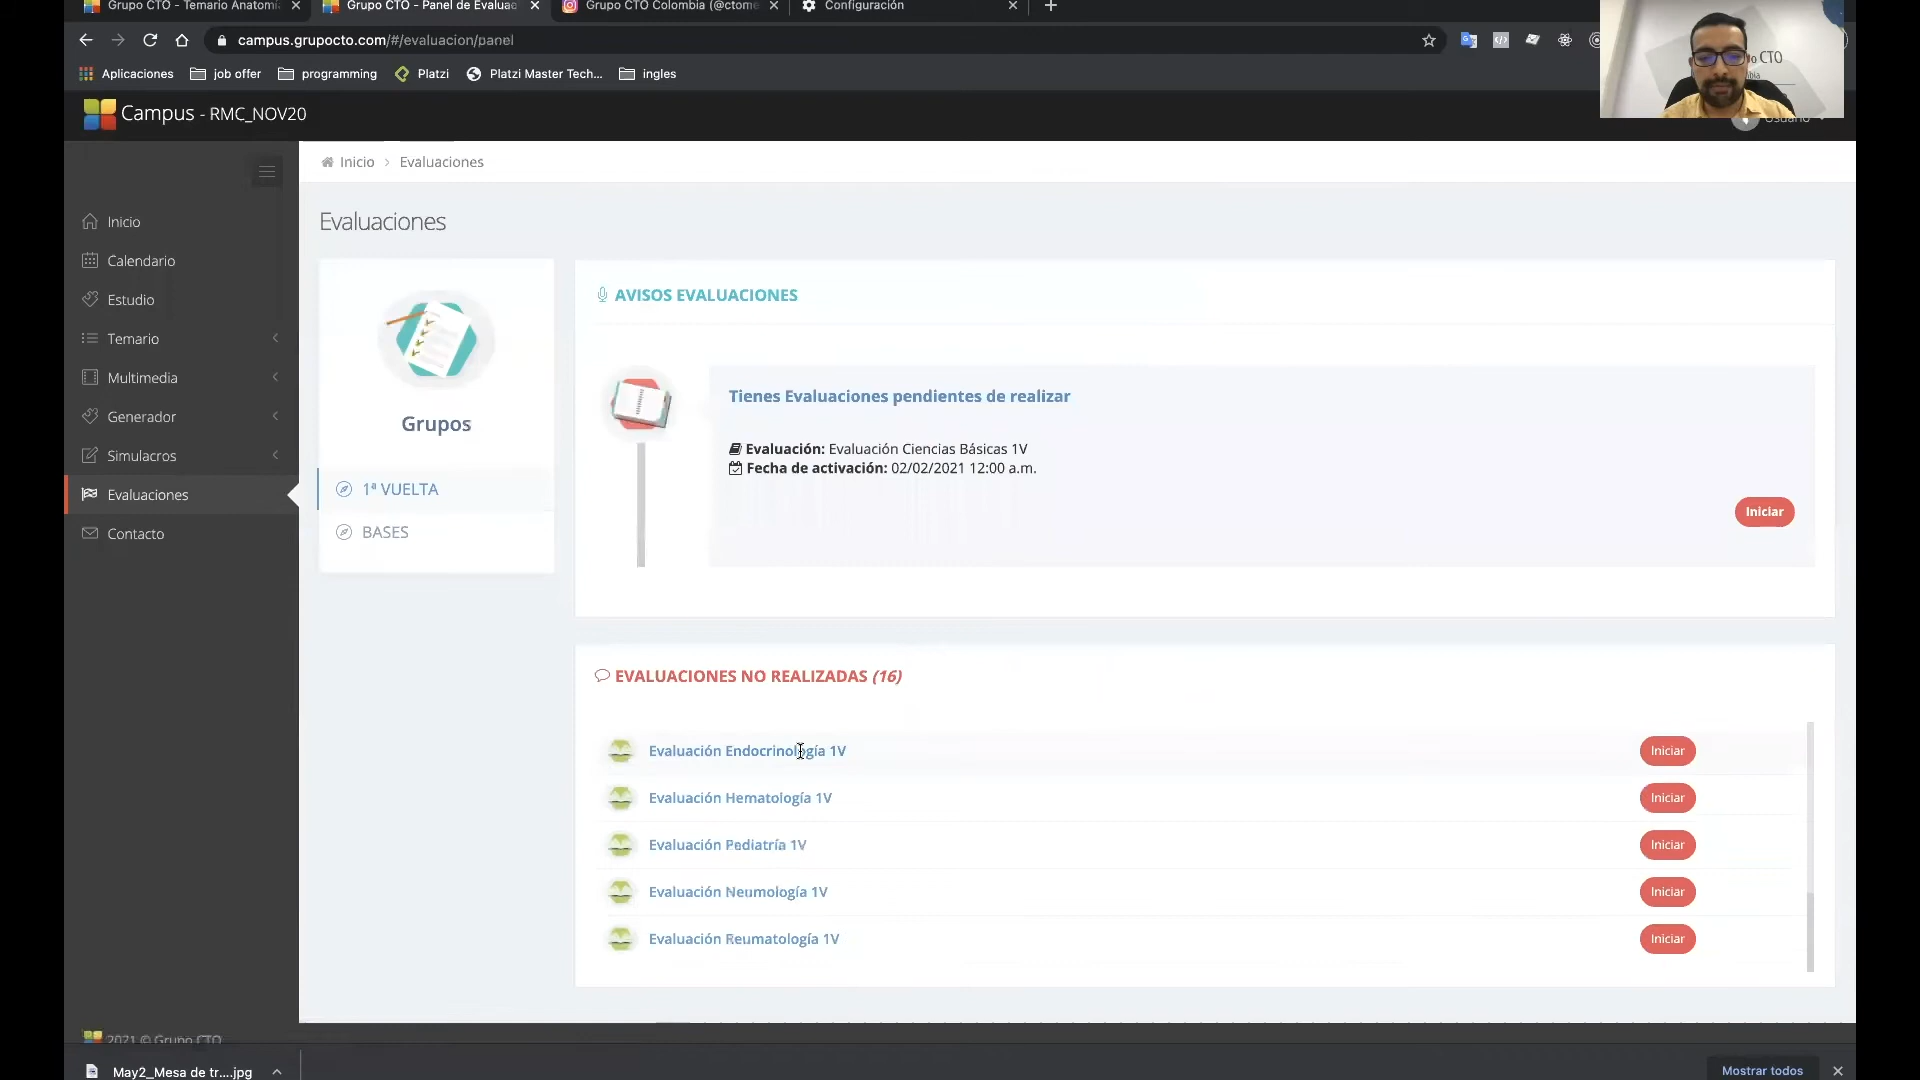 Grupo CTO - Temario Anatomí
Grupo CTO - Panel de Evaluac
Grupo CTO Colombia (@ctome
Configuración
campus.grupocto.com/#/evaluacion/panel
Aplicaciones
job offer
programming
Platzi
Platzi Master Tech...
ingles
o CTO
Campus - RMC_NOV20
Usuario
Inicio > Evaluaciones
Inicio
Calendario
Estudio
Temario
Multimedia
Generador
Simulacros
Evaluaciones
Contacto
Evaluaciones
Grupos
1ª VUELTA
BASES
AVISOS EVALUACIONES
Tienes Evaluaciones pendientes de realizar
Evaluación: Evaluación Ciencias Básicas 1V
Fecha de activación: 02/02/2021 12:00 a.m.
Iniciar
EVALUACIONES NO REALIZADAS (16)
Evaluación Endocrinología 1V Iniciar
Evaluación Hematología 1V Iniciar
Evaluación Pediatría 1V Iniciar
Evaluación Neumología 1V Iniciar
Evaluación Reumatología 1V Iniciar
2021 © Grupo CTO
May2_Mesa de tr....jpg
Mostrar todos